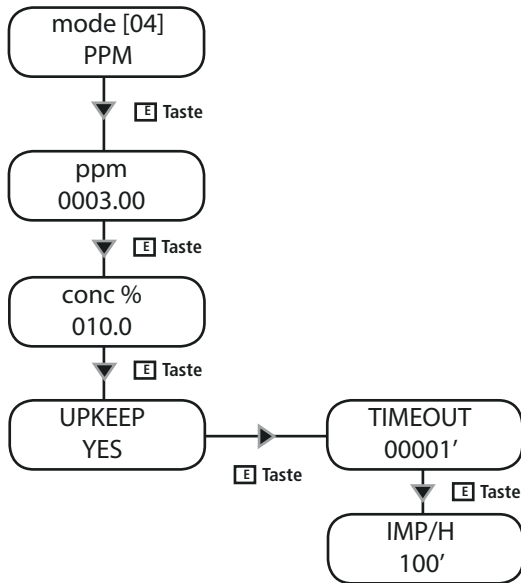 mode [04]
PPM
E Taste
ppm
0003.00
E Taste
conc %
010.0
E Taste
UPKEEP
YES
E Taste
TIMEOUT
00001'
E Taste
IMP/H
100'